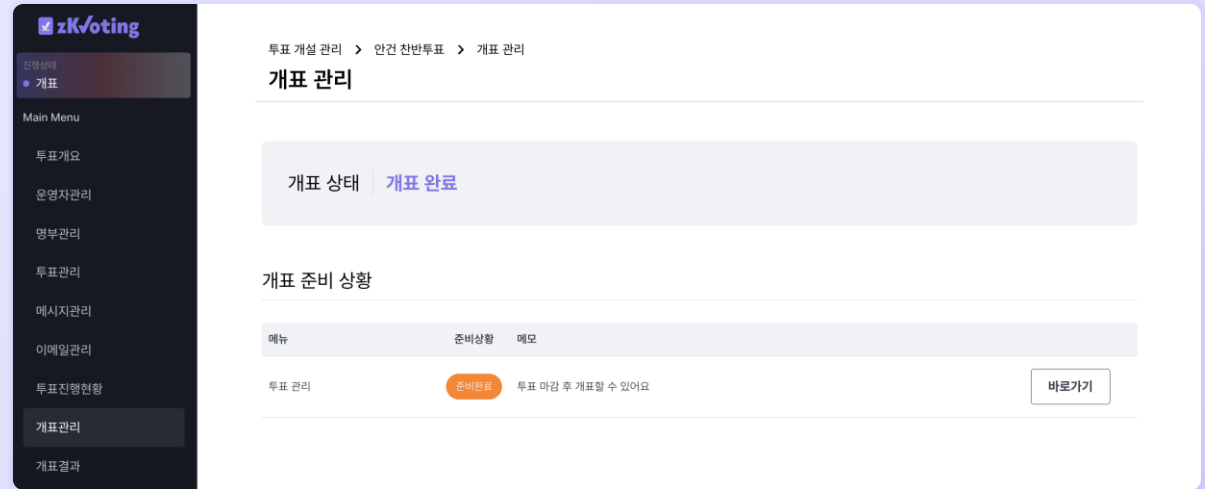 zKVoting
진행상태
개표
Main Menu
투표개요
운영자관리
명부관리
투표관리
메시지관리
이메일관리
투표진행현황
개표관리
개표결과
투표 개설 관리 > 안건 찬반투표 > 개표 관리
개표 관리
개표 상태 개표 완료
개표 준비 상황
메뉴 준비상황 메모
투표 관리 준비완료 투표 마감 후 개표할 수 있어요 바로가기